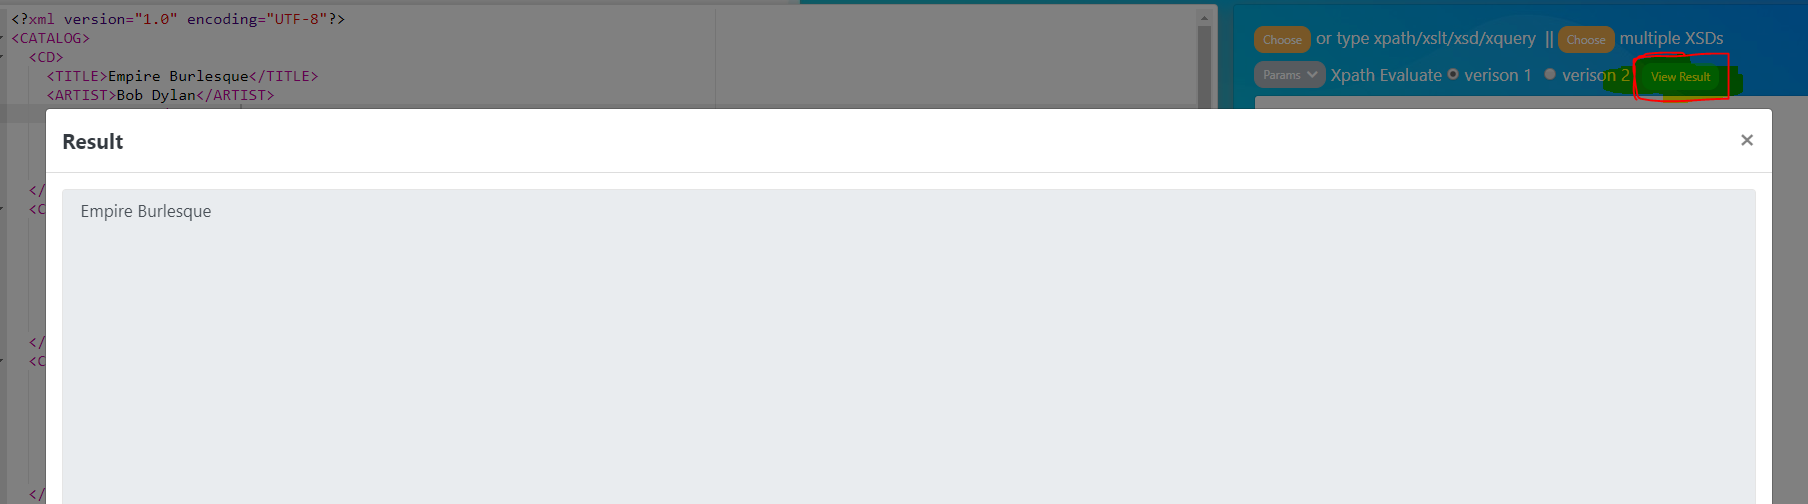 <?xml version="1.0" encoding="UTF-8"?>
<CATALOG>
<CD>
<TITLE>Empire Burlesque</TITLE>
<ARTIST>Bob Dylan</ARTIST>
Choose or type xpath/xslt/xsd/xquery || Choose multiple XSDs
Params Xpath Evaluate verison 1 verison 2 View Result
Result ×
Empire Burlesque
</
<C
</
<C
</